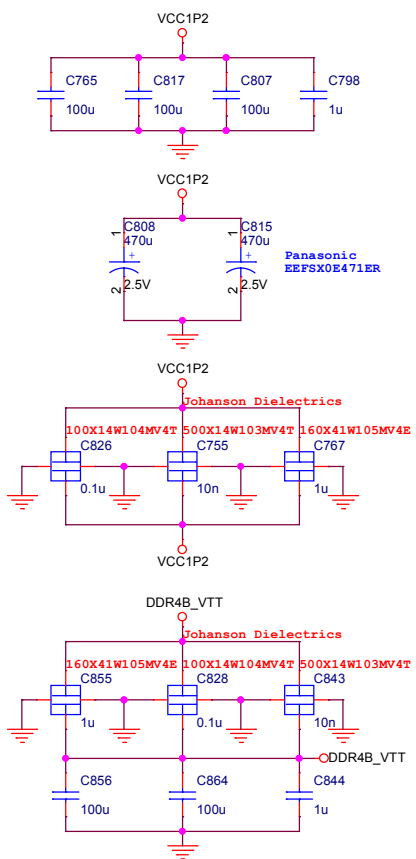 VCC1P2
C765 C817 C807 C798
100u 100u 100u 1u
VCC1P2
C808 C815
1 470u 1 470u
+ +
Panasonic
EEFSX0E471ER
2 2.5V 2 2.5V
VCC1P2
Johanson Dielectrics
100X14W104MV4T 500X14W103MV4T 160X41W105MV4E
C826 C755 C767
0.1u 10n 1u
VCC1P2
DDR4B_VTT
Johanson Dielectrics
160X41W105MV4E 100X14W104MV4T 500X14W103MV4T
C855 C828 C843
1u 0.1u 10n
DDR4B_VTT
C856 C864 C844
100u 100u 1u